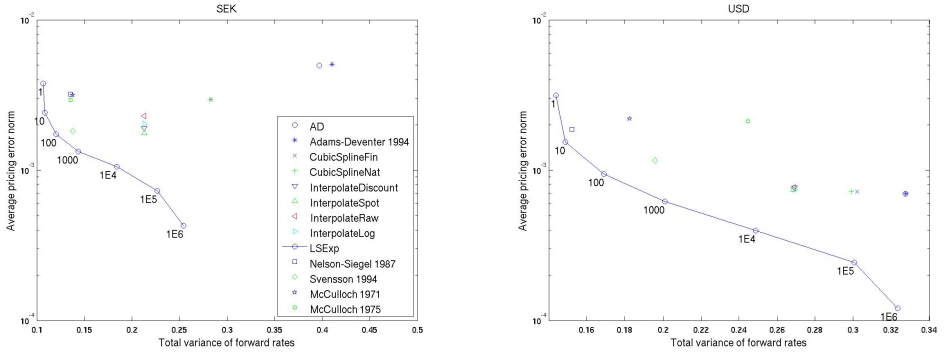 SEK
10^-2
10^-3
10^-4
Average pricing error norm
1
10
100
1000
1E4
1E5
1E6
AD
Adams-Deventer 1994
CubicSplineFin
CubicSplineNat
InterpolateDiscount
InterpolateSpot
InterpolateRaw
InterpolateLog
LSExp
Nelson-Siegel 1987
Svensson 1994
McCulloch 1971
McCulloch 1975
0.1 0.15 0.2 0.25 0.3 0.35 0.4 0.45 0.5
Total variance of forward rates
USD
10^-2
10^-3
10^-4
Average pricing error norm
1
10
100
1000
1E4
1E5
1E6
0.16 0.18 0.2 0.22 0.24 0.26 0.28 0.3 0.32 0.34
Total variance of forward rates